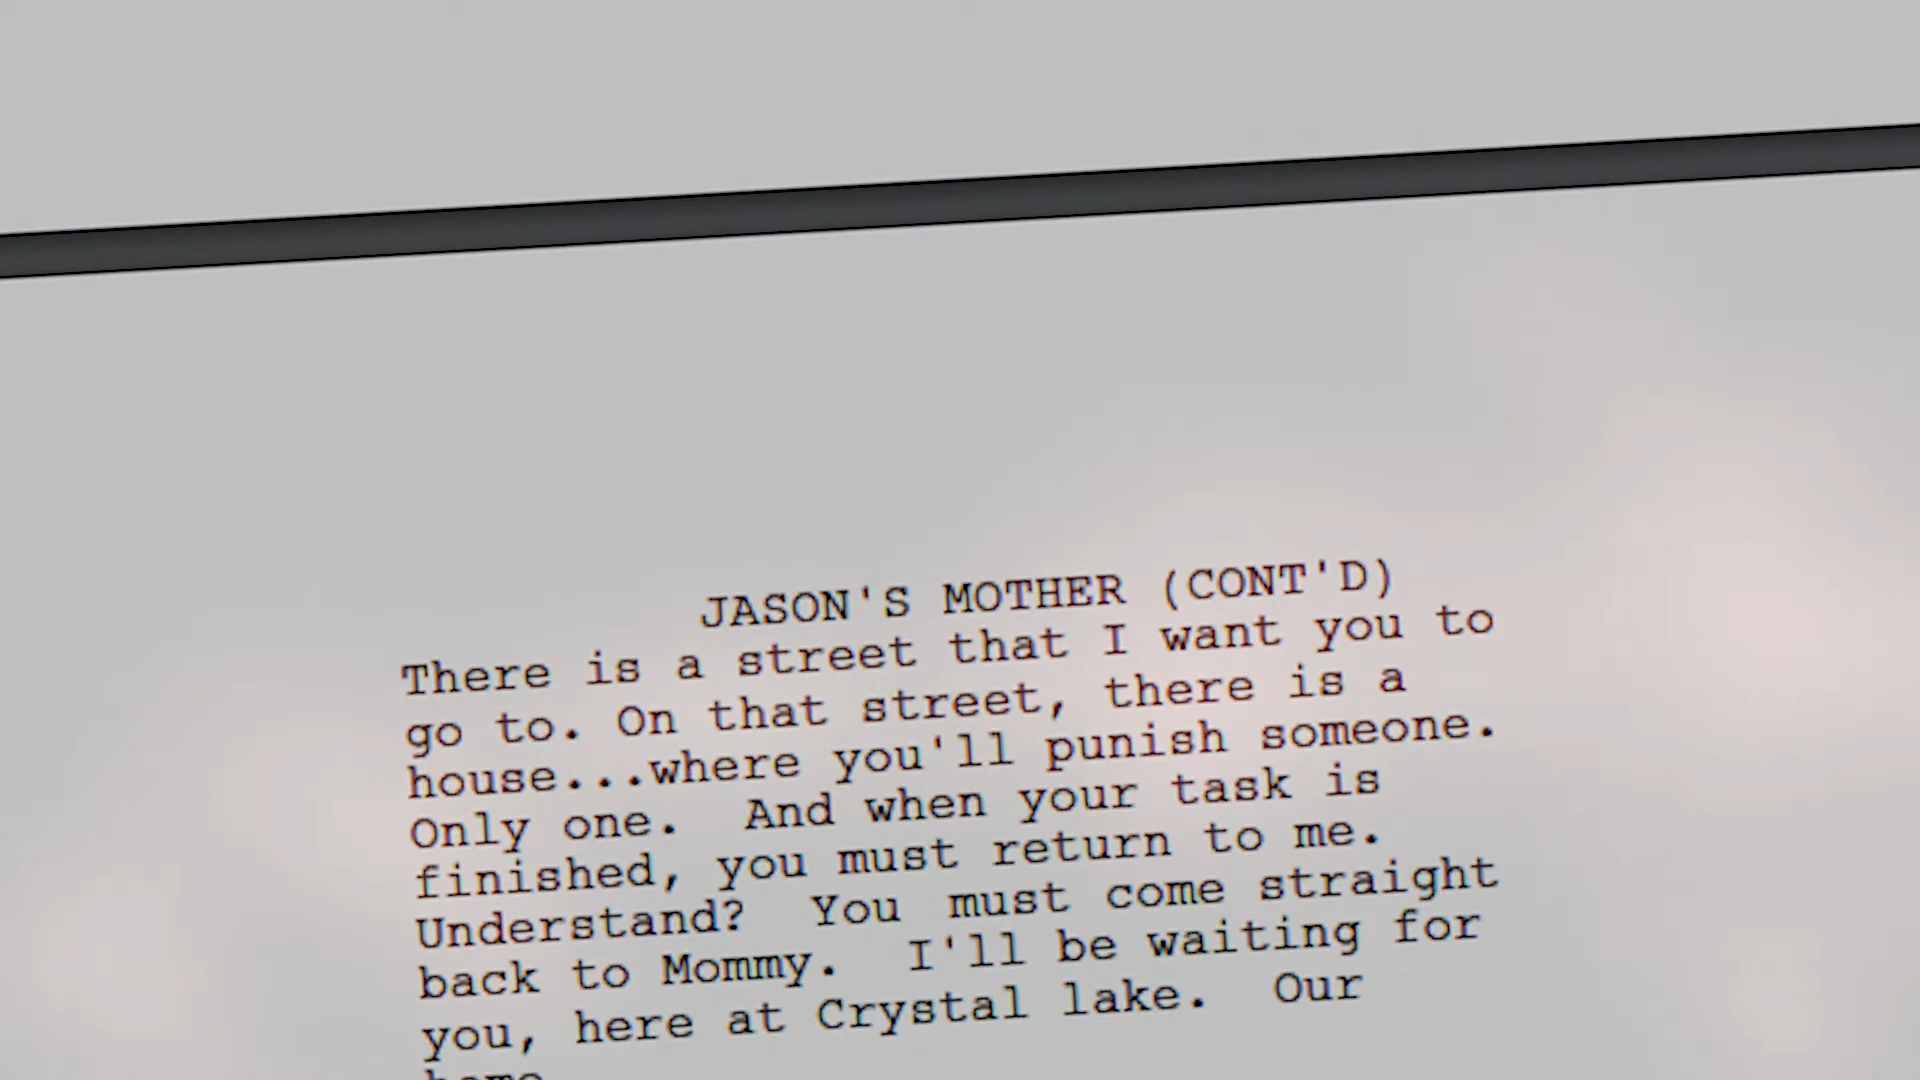 JASON'S MOTHER (CONT'D)
There is a street that I want you to
go to. On that street, there is a
house...where you'll punish someone.
Only one.  And when your task is
finished, you must return to me.
Understand?  You must come straight
back to Mommy.  I'll be waiting for
you, here at Crystal lake.  Our